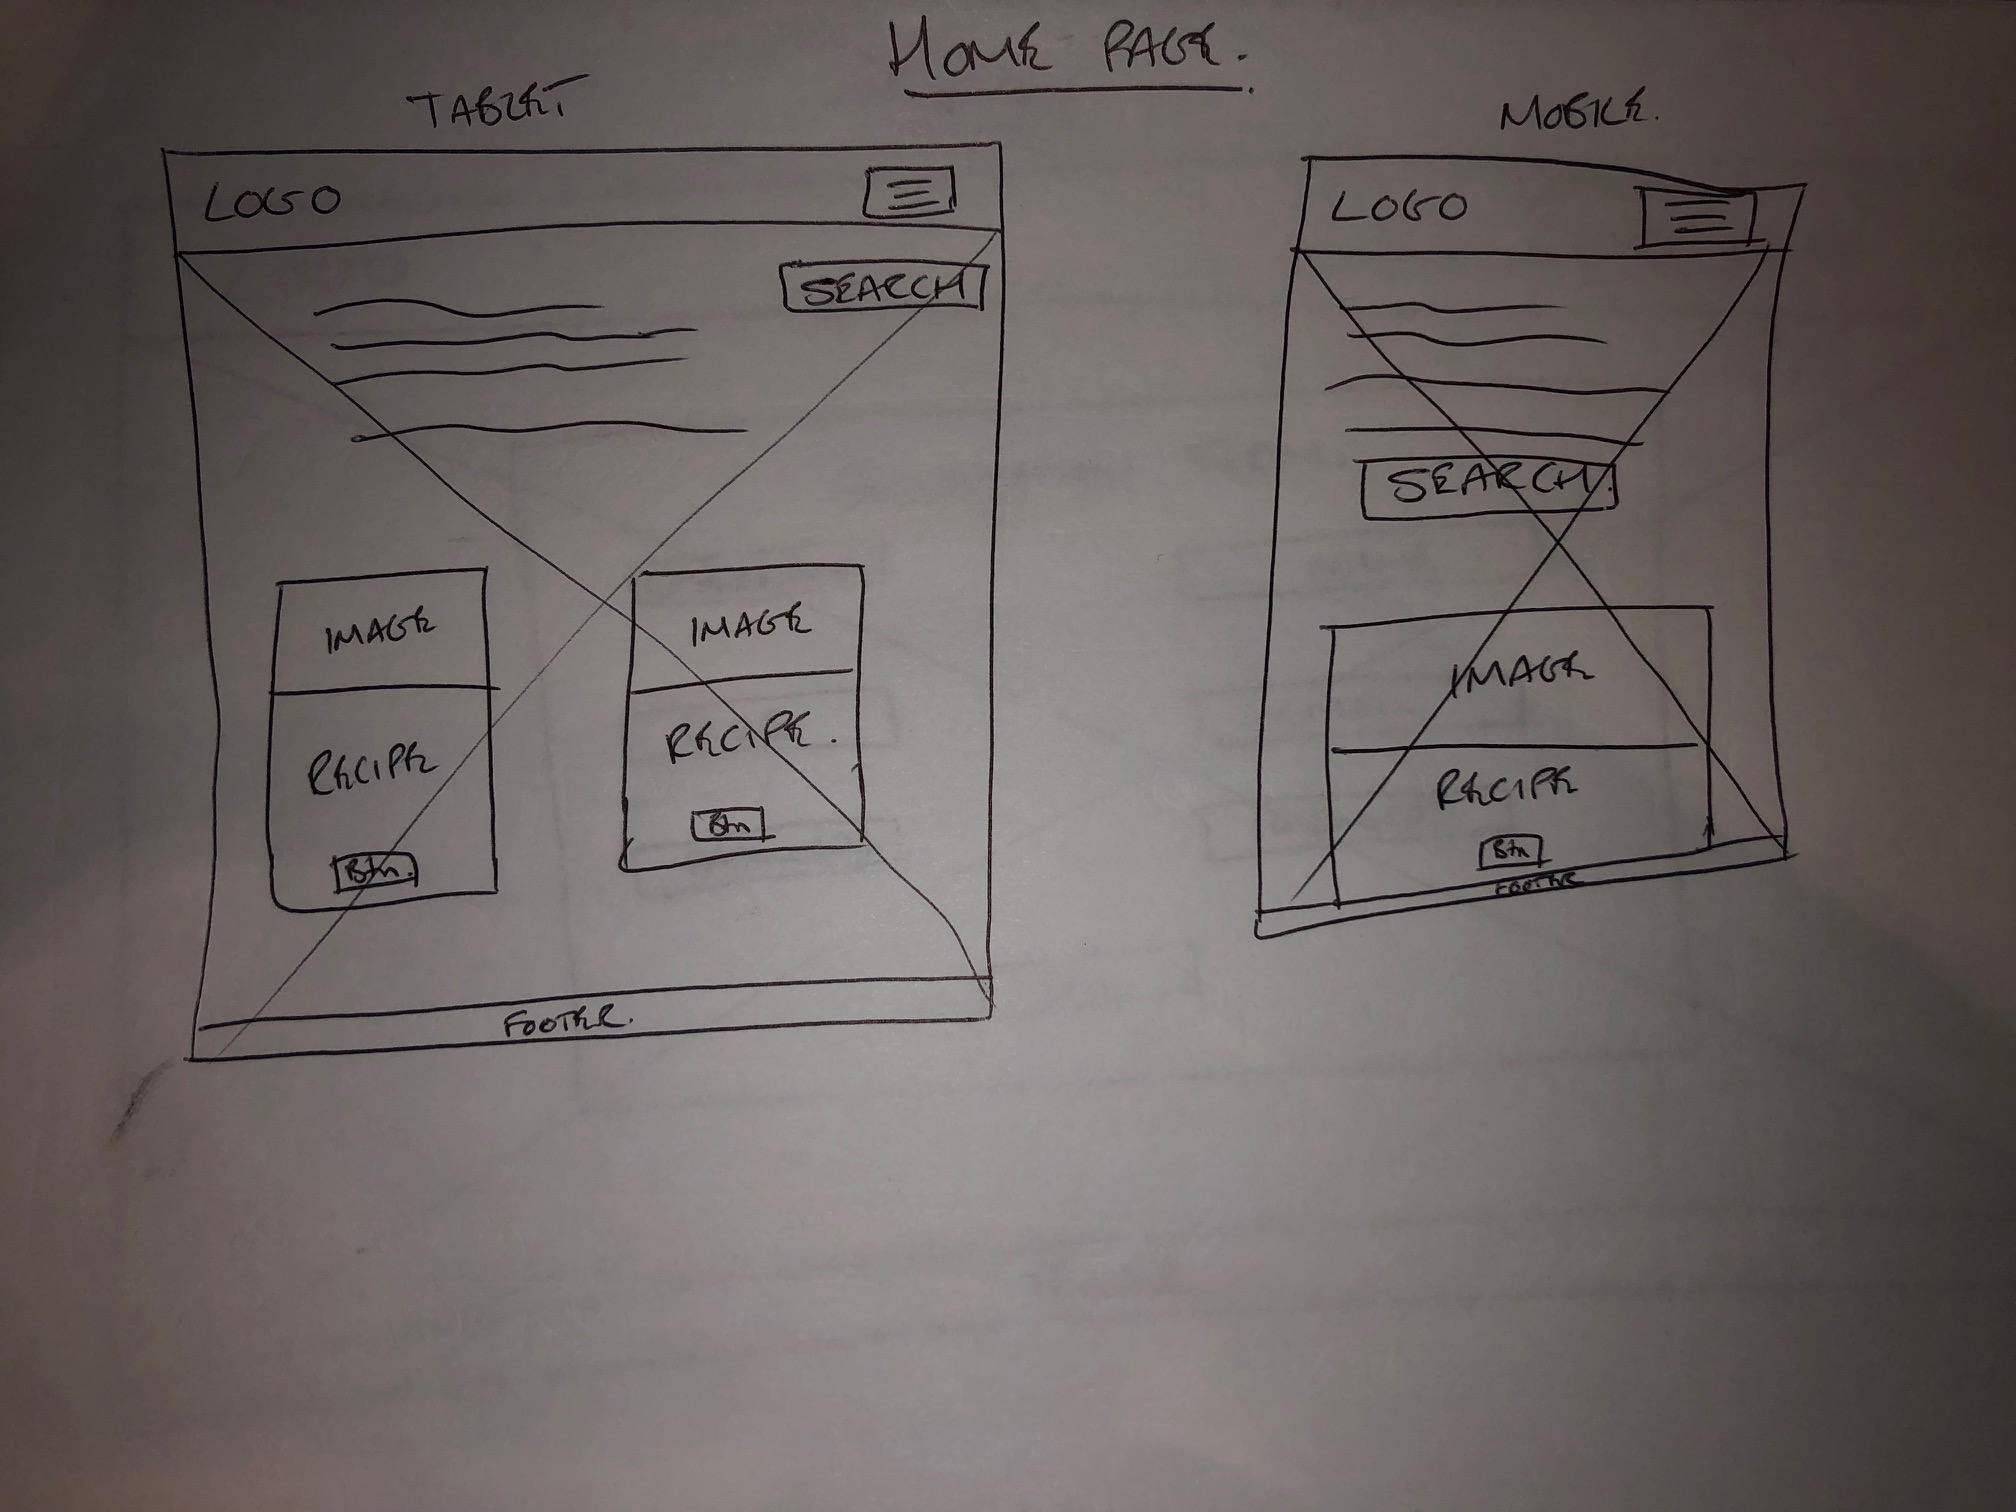 HOME PAGE.
TABLET
LOGO
SEARCH
IMAGE
RECIPE
Btn.
IMAGE
RECIPE.
Btn
FOOTER.
MOBILE.
LOGO
SEARCH
IMAGE
RECIPE
Btn
FOOTER